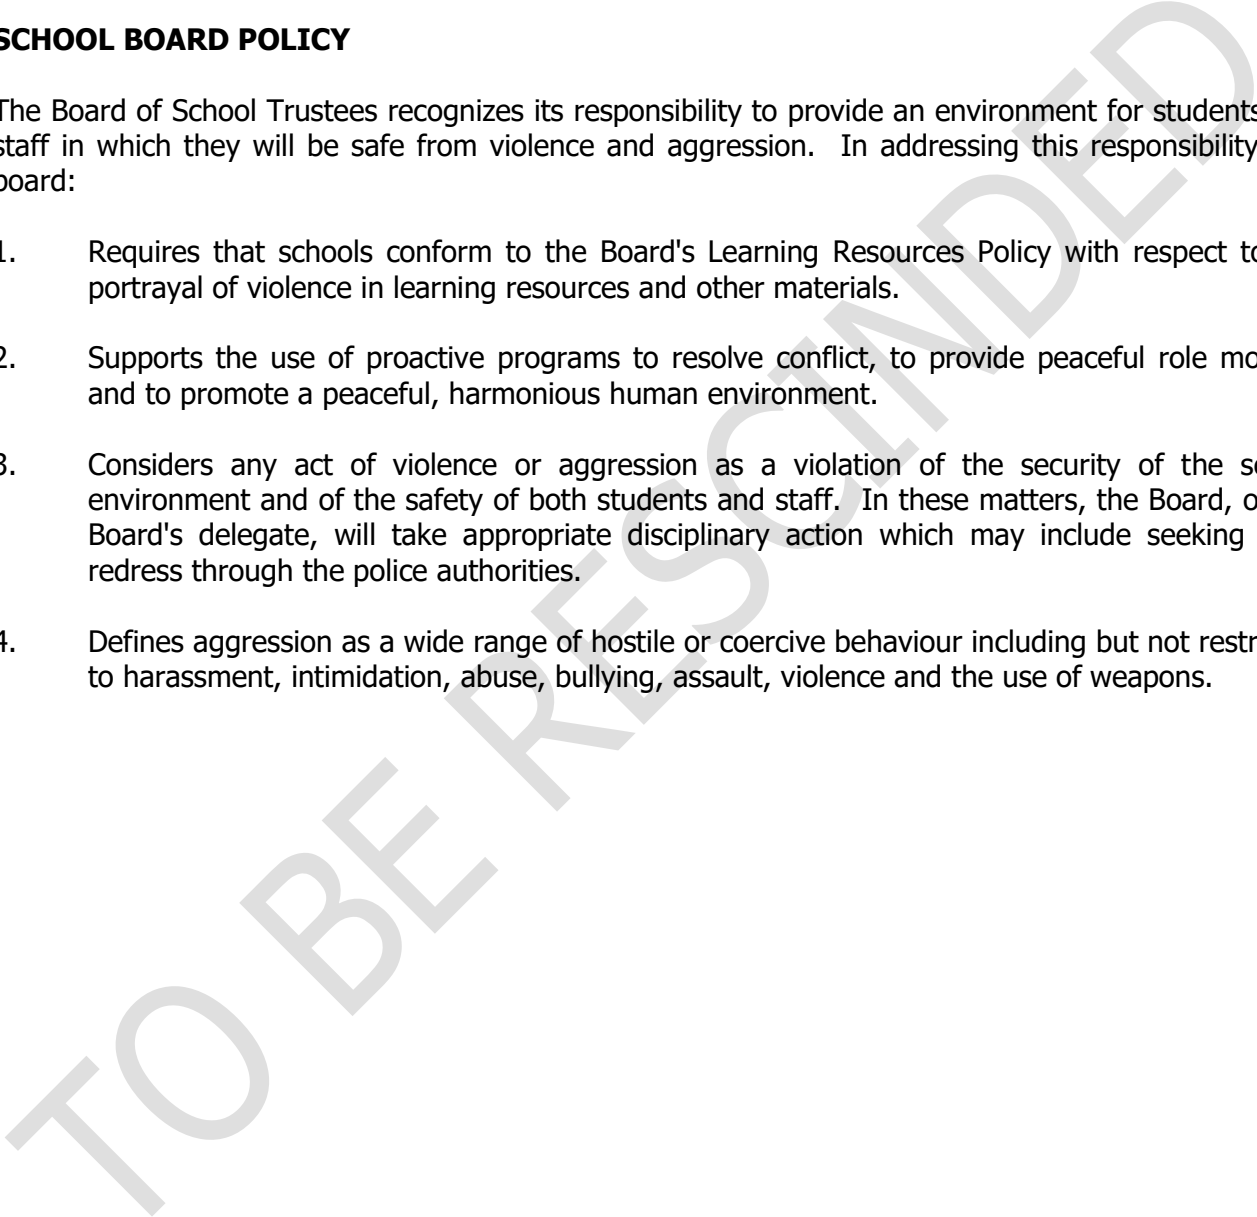 SCHOOL BOARD POLICY
The Board of School Trustees recognizes its responsibility to provide an environment for students
staff in which they will be safe from violence and aggression. In addressing this responsibility
board:
1. Requires that schools conform to the Board's Learning Resources Policy with respect to
portrayal of violence in learning resources and other materials.
2. Supports the use of proactive programs to resolve conflict, to provide peaceful role mo
and to promote a peaceful, harmonious human environment.
3. Considers any act of violence or aggression as a violation of the security of the s
environment and of the safety of both students and staff. In these matters, the Board, o
Board's delegate, will take appropriate disciplinary action which may include seeking
redress through the police authorities.
4. Defines aggression as a wide range of hostile or coercive behaviour including but not restr
to harassment, intimidation, abuse, bullying, assault, violence and the use of weapons.
TO BE RESCINDED